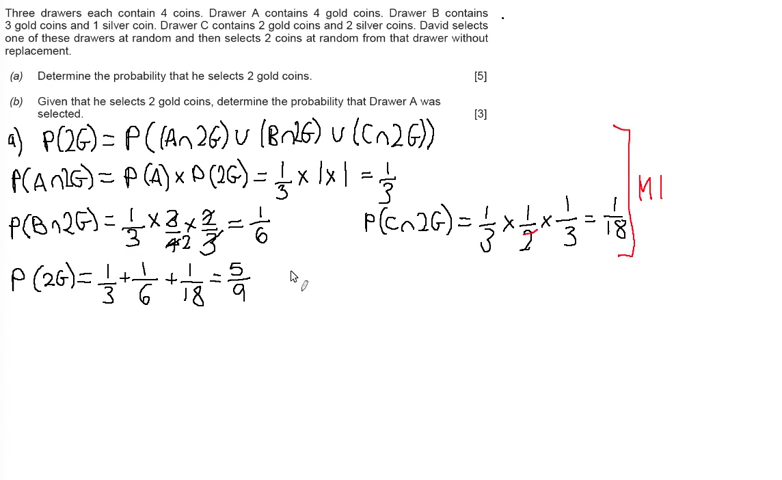 Three drawers each contain 4 coins. Drawer A contains 4 gold coins. Drawer B contains
3 gold coins and 1 silver coin. Drawer C contains 2 gold coins and 2 silver coins. David selects
one of these drawers at random and then selects 2 coins at random from that drawer without
replacement.
(a) Determine the probability that he selects 2 gold coins. [5]
(b) Given that he selects 2 gold coins, determine the probability that Drawer A was
selected. [3]
a) P(2G) = P((A∩2G) ∪ (B∩2G) ∪ (C∩2G))
P(A∩2G) = P(A) × P(2G) = 1/3 × 1 × 1 = 1/3
P(B∩2G) = 1/3 × 3/4 2 × 2/3 = 1/6
P(C∩2G) = 1/3 × 1/2 × 1/3 = 1/18
M1
P(2G) = 1/3 + 1/6 + 1/18 = 5/9